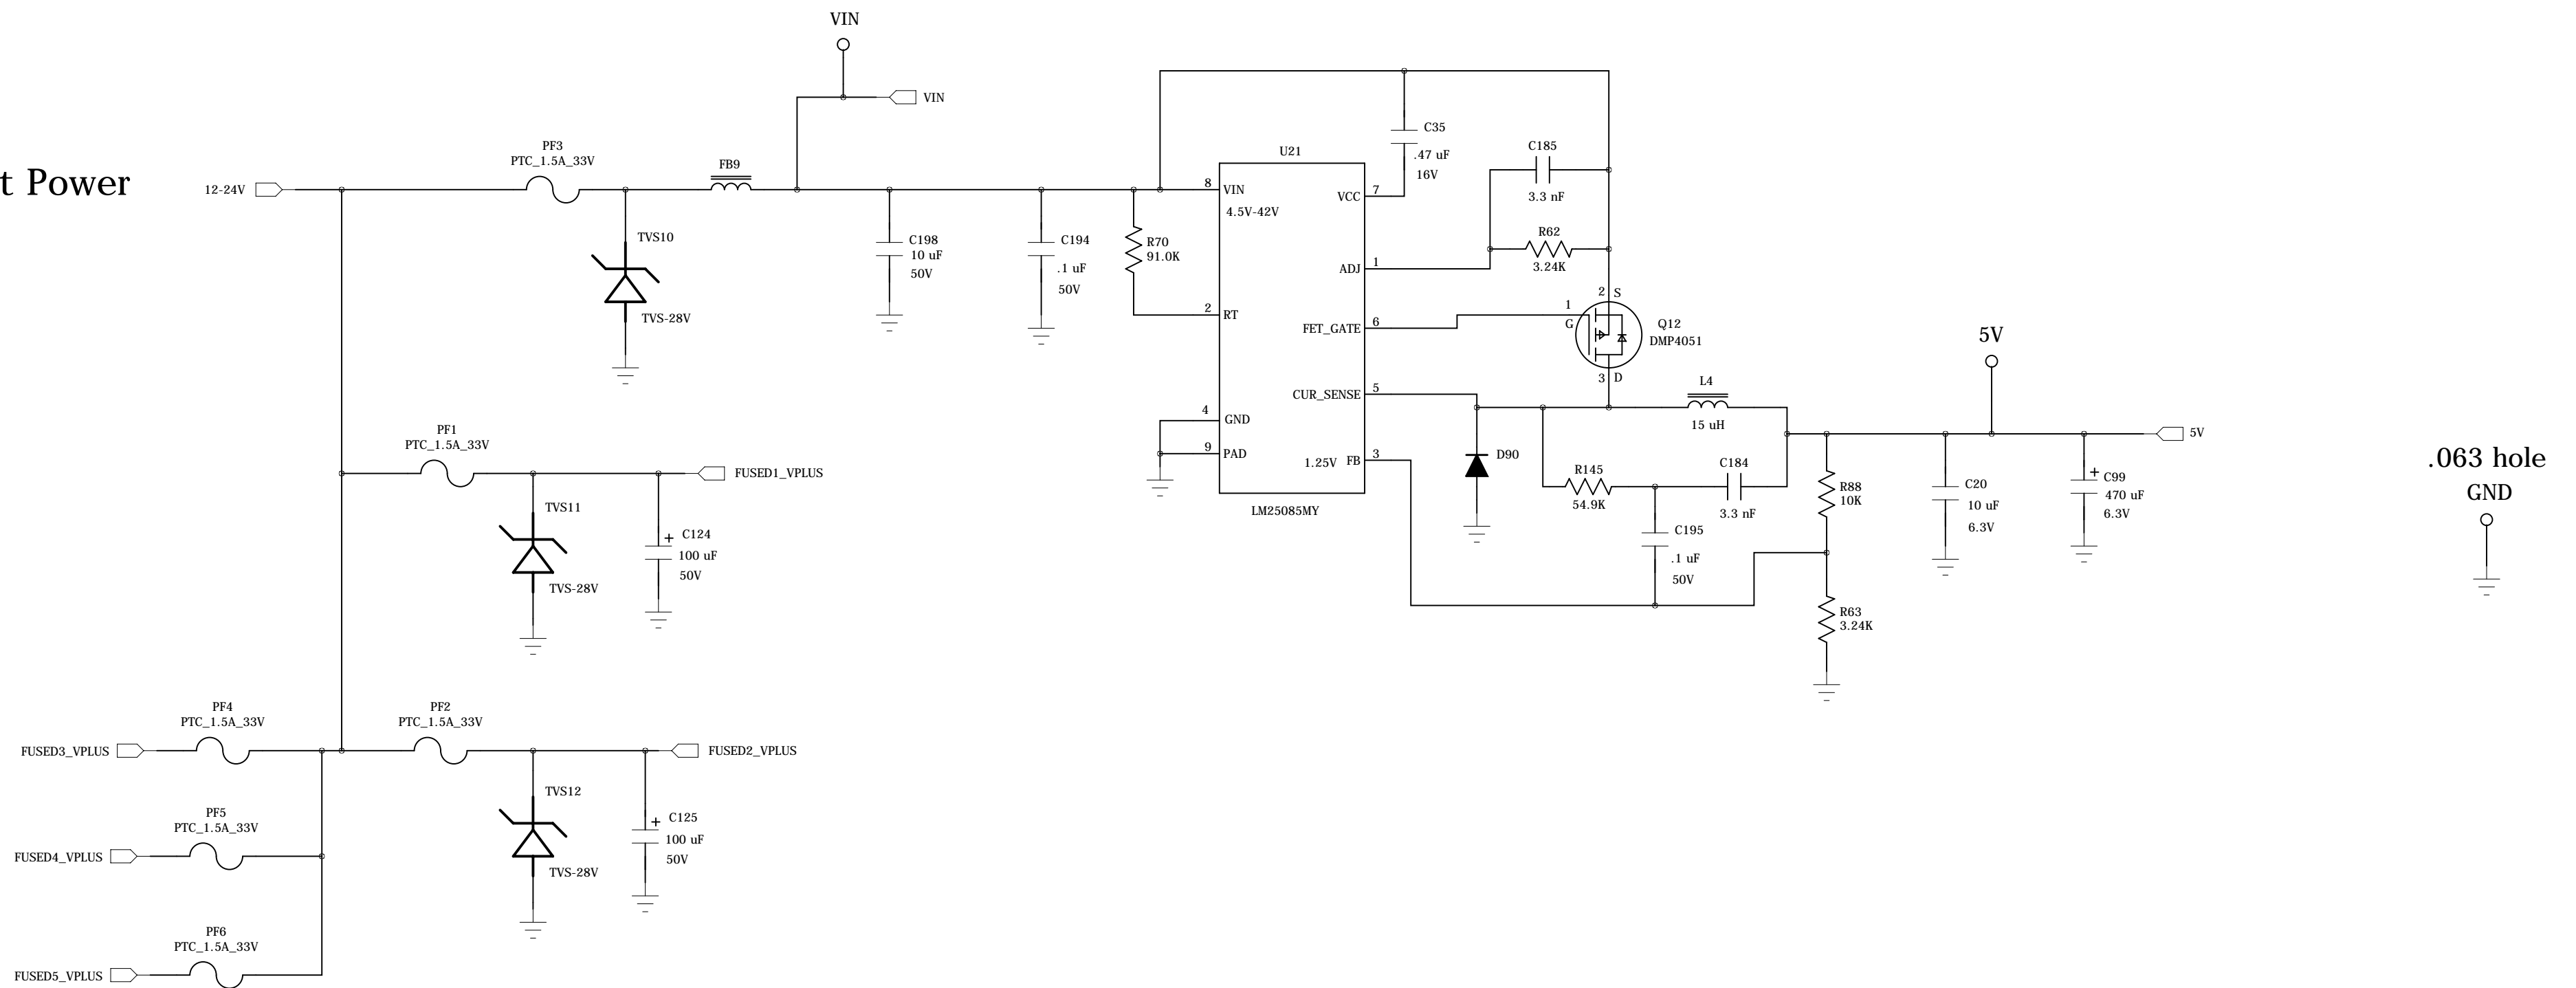 VIN
VIN
t Power
12-24V
PF3
PTC_1.5A_33V
FB9
TVS10
TVS-28V
C198
10 uF
50V
C194
.1 uF
50V
R70
91.0K
U21
8
VIN
4.5V-42V
2
RT
4
GND
9
PAD
VCC
7
ADJ
1
FET_GATE
6
CUR_SENSE
5
1.25V
FB
3
LM25085MY
C35
.47 uF
16V
C185
3.3 nF
R62
3.24K
2
S
1
G
3
D
Q12
DMP4051
L4
15 uH
D90
R145
54.9K
C184
3.3 nF
C195
.1 uF
50V
R88
10K
R63
3.24K
5V
5V
C20
10 uF
6.3V
+
C99
470 uF
6.3V
.063 hole
GND
PF1
PTC_1.5A_33V
FUSED1_VPLUS
TVS11
TVS-28V
+
C124
100 uF
50V
PF4
PTC_1.5A_33V
FUSED3_VPLUS
PF2
PTC_1.5A_33V
FUSED2_VPLUS
TVS12
TVS-28V
+
C125
100 uF
50V
PF5
PTC_1.5A_33V
FUSED4_VPLUS
PF6
PTC_1.5A_33V
FUSED5_VPLUS